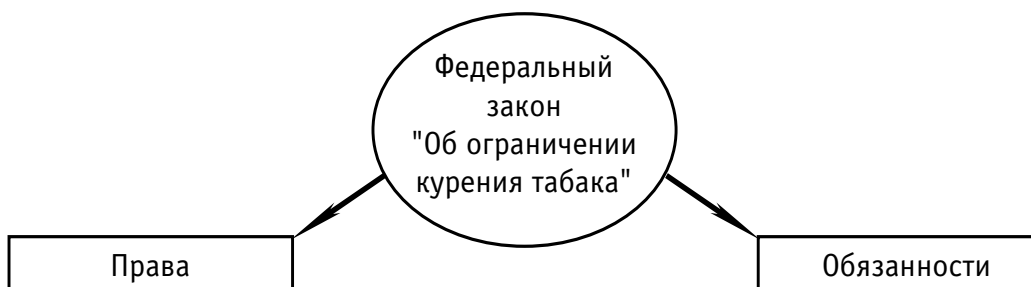 Федеральный
закон
"Об ограничении
курения табака"
Права
Обязанности